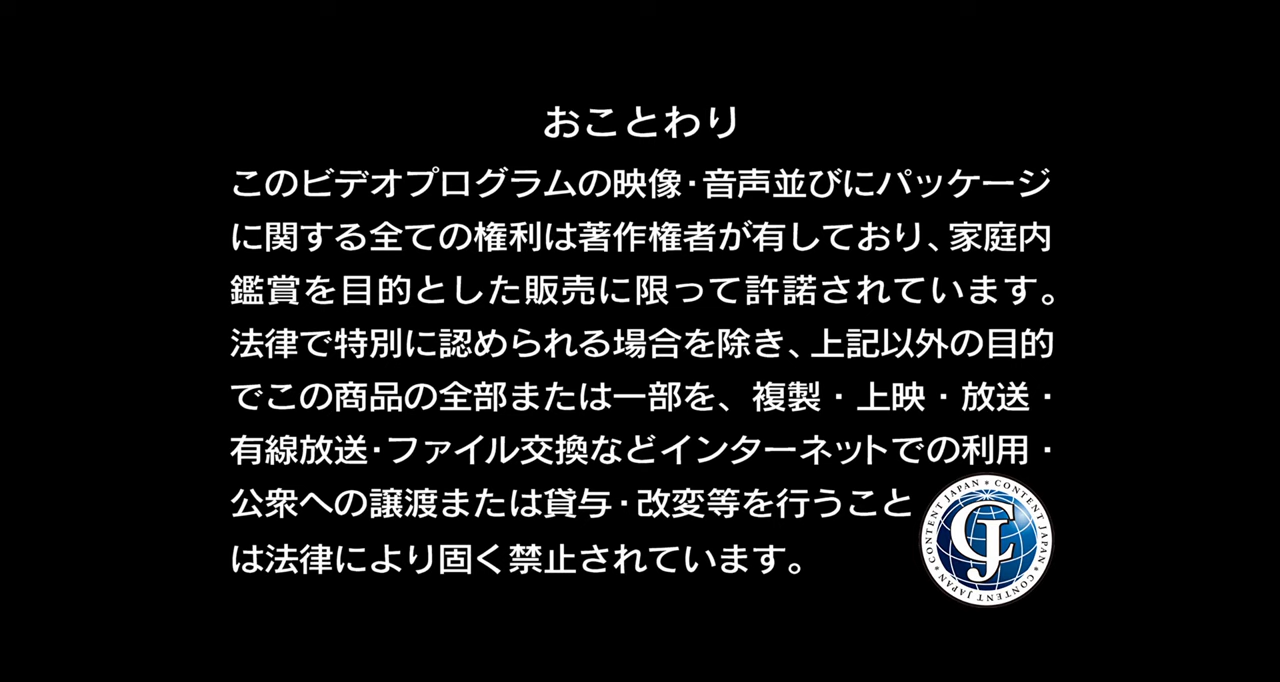 おことわり
このビデオプログラムの映像・音声並びにパッケージ
に関する全ての権利は著作権者が有しており、家庭内
鑑賞を目的とした販売に限って許諾されています。
法律で特別に認められる場合を除き、上記以外の目的
でこの商品の全部または一部を、複製・上映・放送・
有線放送・ファイル交換などインターネットでの利用・
公衆への譲渡または貸与・改変等を行うこと
は法律により固く禁止されています。
CONTENT JAPAN * CONTENT JAPAN * CONTENT JAPAN *
CJ